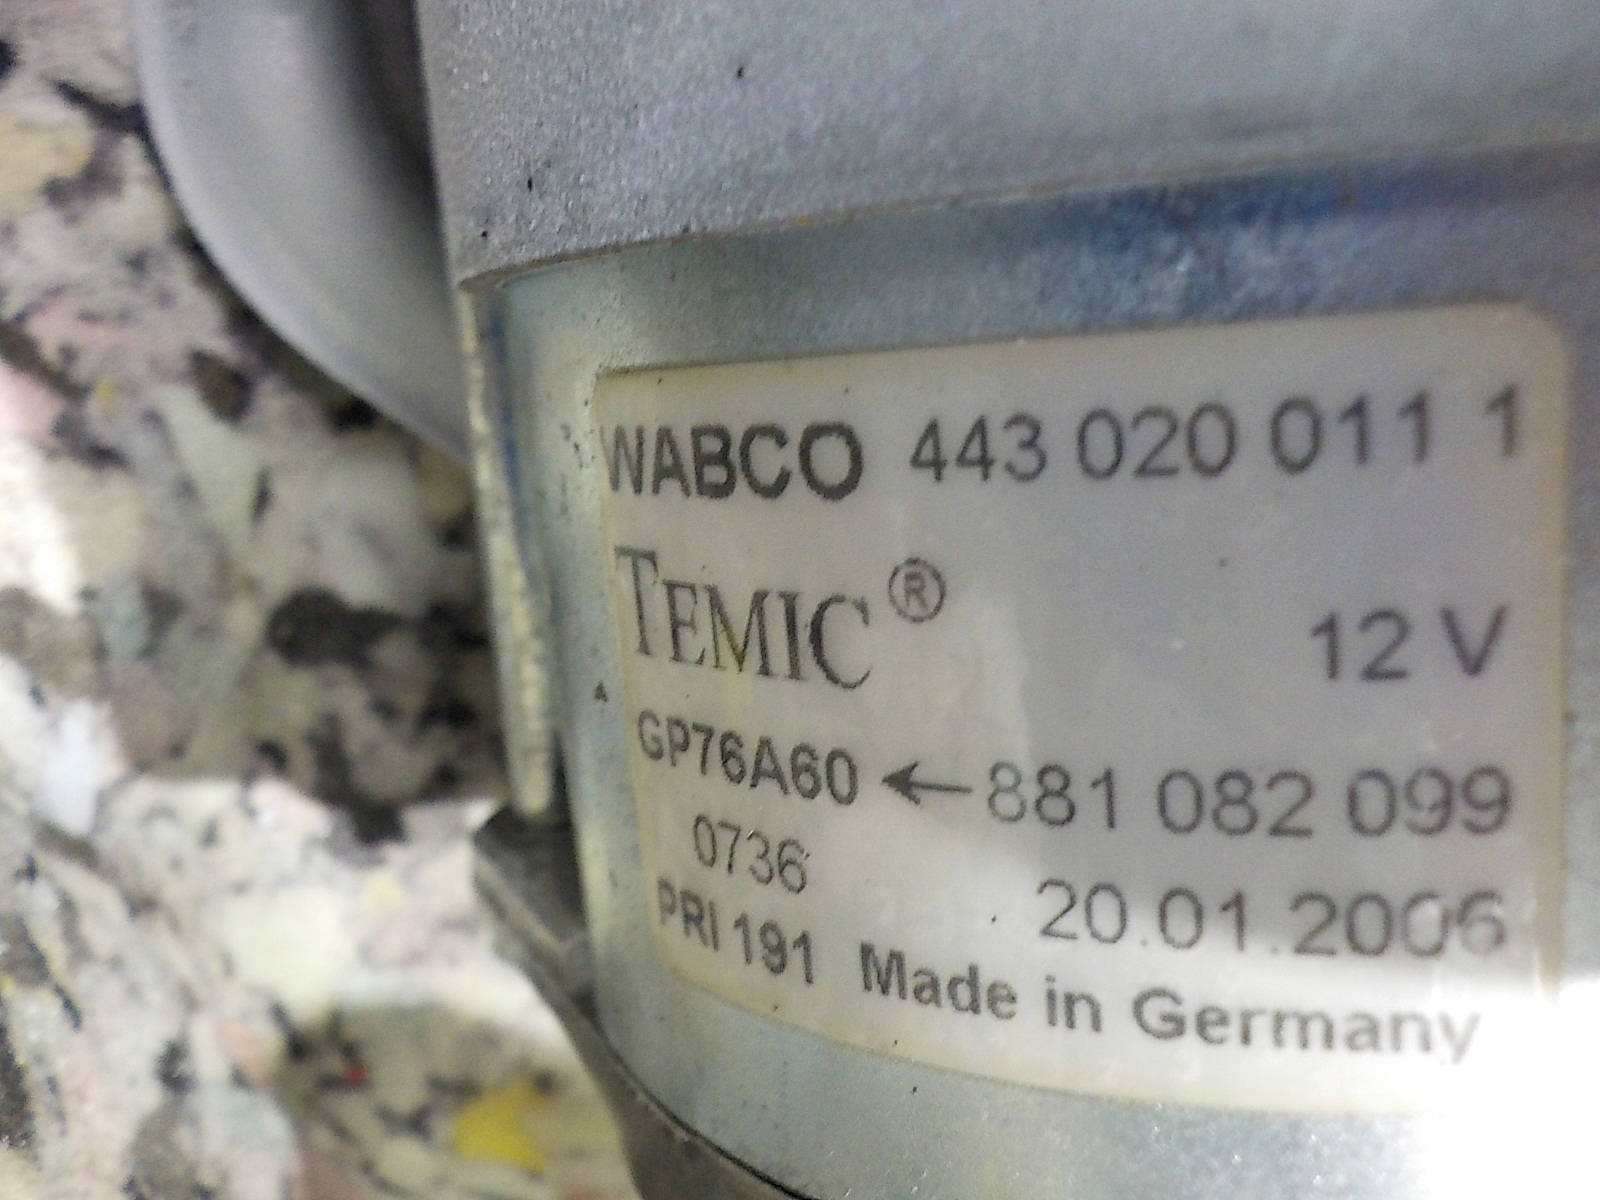 WABCO 443 020 011 1
TEMIC ® 12 V
GP76A60 ← 881 082 099
0736 20.01.2006
PRI 191 Made in Germany